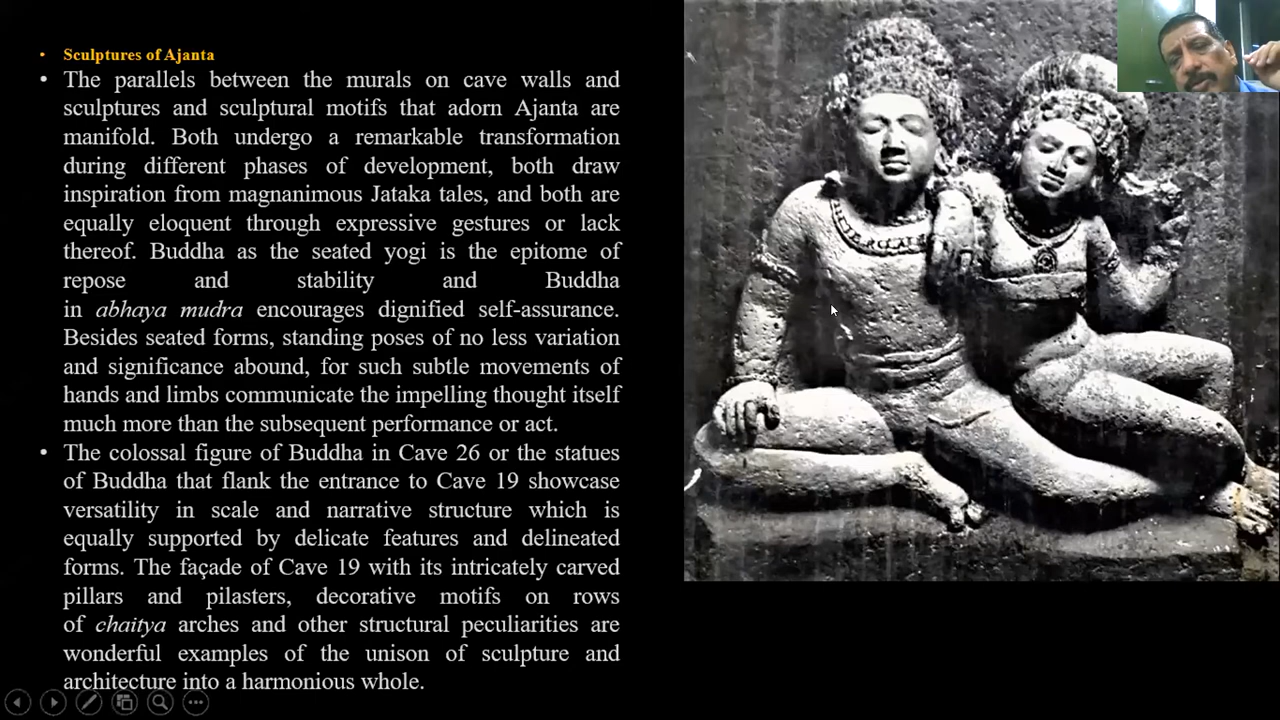 Sculptures of Ajanta
The parallels between the murals on cave walls and
sculptures and sculptural motifs that adorn Ajanta are
manifold. Both undergo a remarkable transformation
during different phases of development, both draw
inspiration from magnanimous Jataka tales, and both are
equally eloquent through expressive gestures or lack
thereof. Buddha as the seated yogi is the epitome of
repose and stability and Buddha
in abhaya mudra encourages dignified self-assurance.
Besides seated forms, standing poses of no less variation
and significance abound, for such subtle movements of
hands and limbs communicate the impelling thought itself
much more than the subsequent performance or act.
The colossal figure of Buddha in Cave 26 or the statues
of Buddha that flank the entrance to Cave 19 showcase
versatility in scale and narrative structure which is
equally supported by delicate features and delineated
forms. The façade of Cave 19 with its intricately carved
pillars and pilasters, decorative motifs on rows
of chaitya arches and other structural peculiarities are
wonderful examples of the unison of sculpture and
architecture into a harmonious whole.